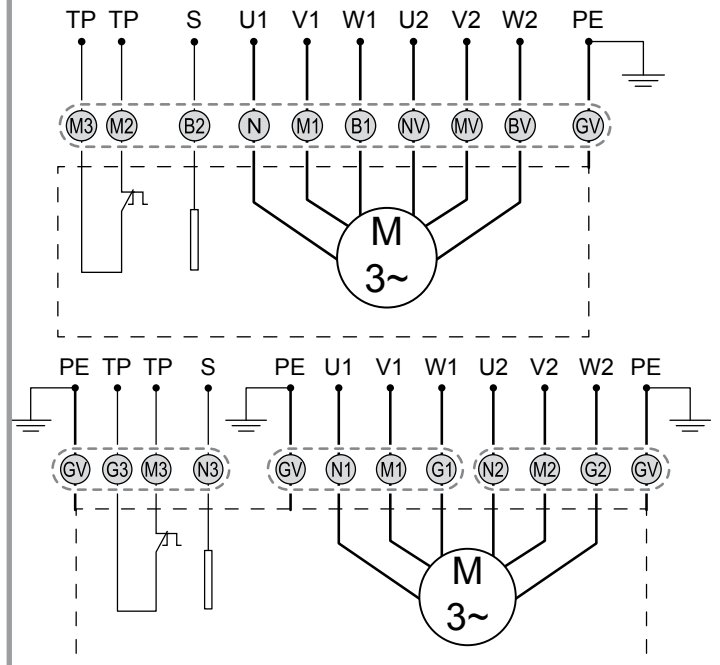 TP TP S U1 V1 W1 U2 V2 W2 PE
M3 M2 B2 N M1 B1 NV MV BV GV
M
3~
PE TP TP S PE U1 V1 W1 U2 V2 W2 PE
GV G3 M3 N3 GV N1 M1 G1 N2 M2 G2 GV
M
3~